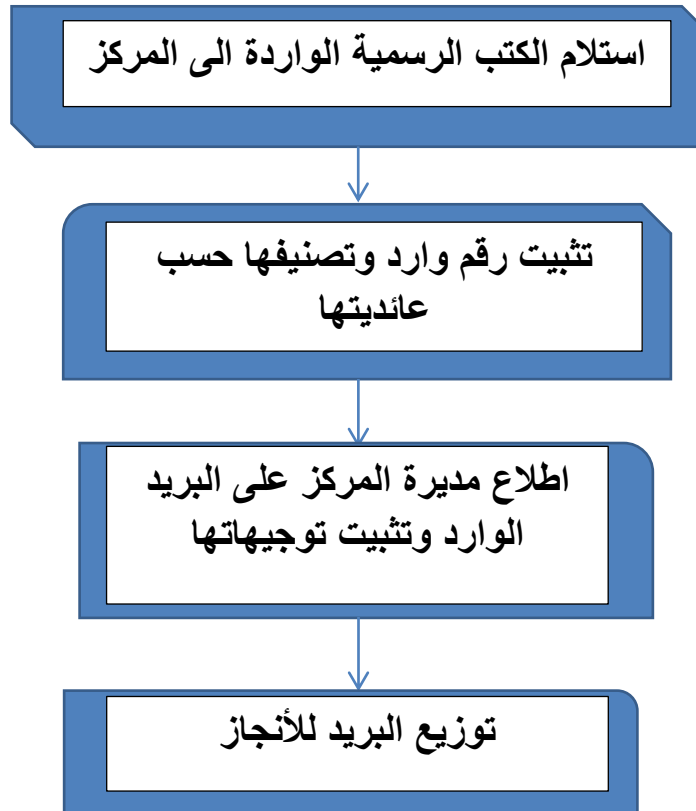 استلام الكتب الرسمية الواردة الى المركز
تثبيت رقم وارد وتصنيفها حسب
عائديتها
اطلاع مديرة المركز على البريد
الوارد وتثبيت توجيهاتها
توزيع البريد للأنجاز